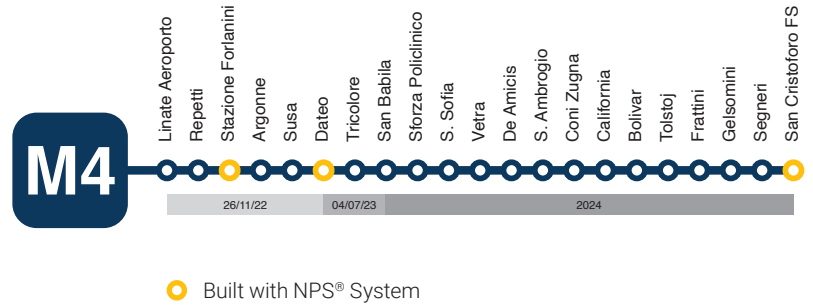 Linate Aeroporto
Repetti
Stazione Forlanini
Argonne
Susa
Dateo
Tricolore
San Babila
Sforza Policlinico
S. Sofia
Vetra
De Amicis
S. Ambrogio
Coni Zugna
California
Bolivar
Tolstoj
Frattini
Gelsomini
Segneri
San Cristoforo FS
M4
26/11/22
04/07/23
2024
Built with NPS® System